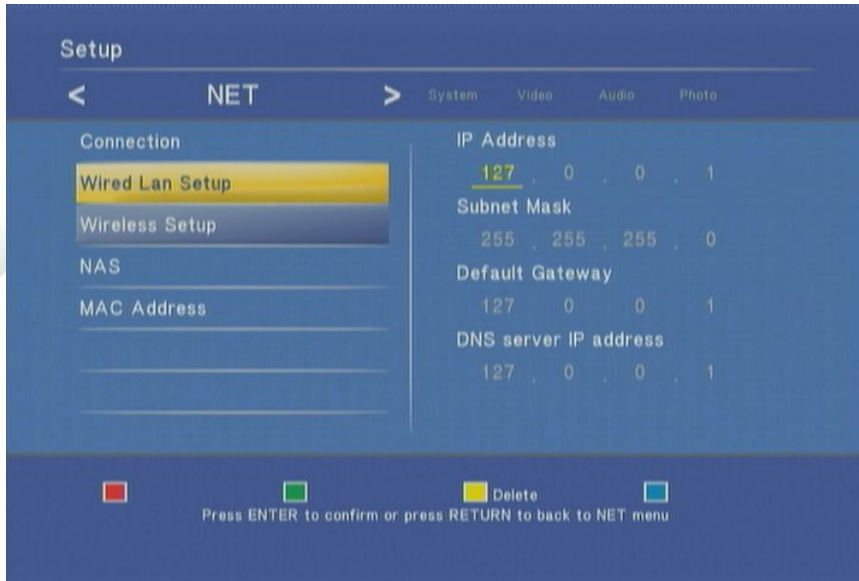 Setup
< NET > System Video Audio Photo
Connection
Wired Lan Setup
Wireless Setup
NAS
MAC Address
IP Address
127 . 0 . 0 . 1
Subnet Mask
255 . 255 . 255 . 0
Default Gateway
127 0 0 1
DNS server IP address
127 . 0 . 0 . 1
Delete
Press ENTER to confirm or press RETURN to back to NET menu